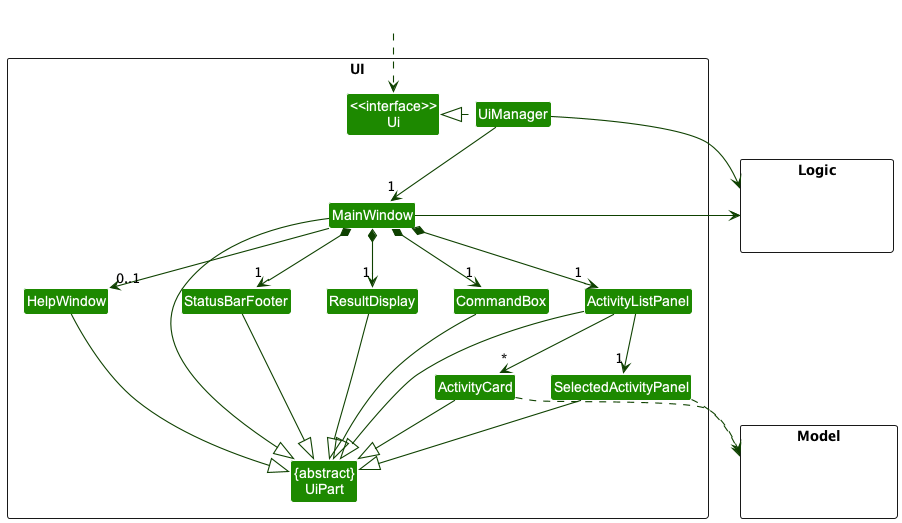 UI
<<interface>>
Ui
UiManager
Logic
1
MainWindow
0..1
1
1
1
1
HelpWindow
StatusBarFooter
ResultDisplay
CommandBox
ActivityListPanel
*
1
ActivityCard
SelectedActivityPanel
Model
{abstract}
UiPart